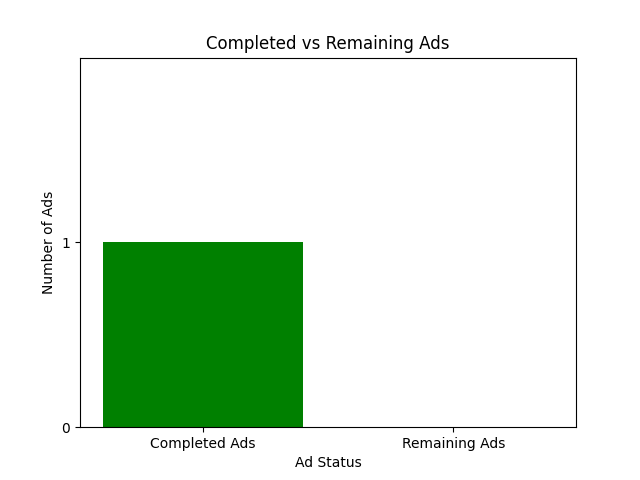 Completed vs Remaining Ads
Number of Ads
1
0
Completed Ads
Remaining Ads
Ad Status